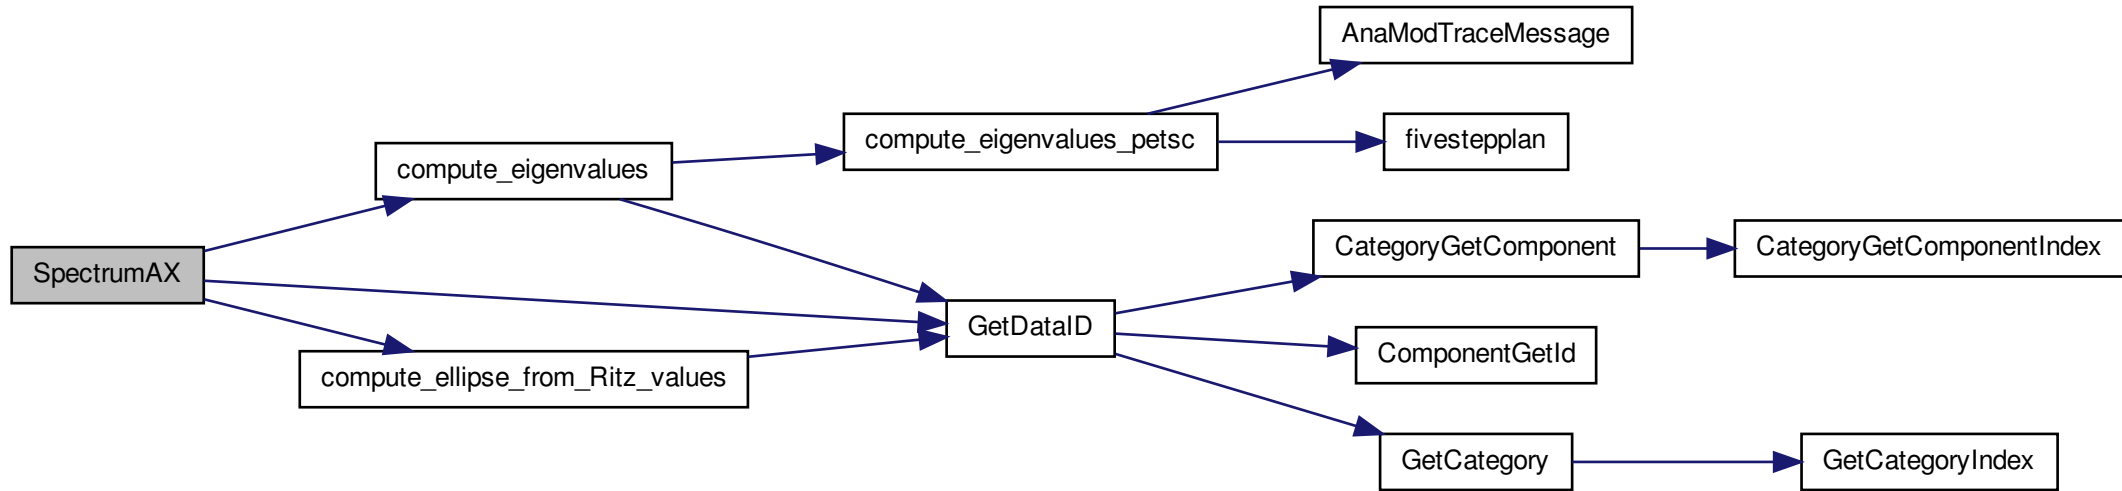 AnaModTraceMessage
compute_eigenvalues_petsc
fivestepplan
compute_eigenvalues
CategoryGetComponent
CategoryGetComponentIndex
SpectrumAX
GetDataID
ComponentGetId
compute_ellipse_from_Ritz_values
GetCategory
GetCategoryIndex